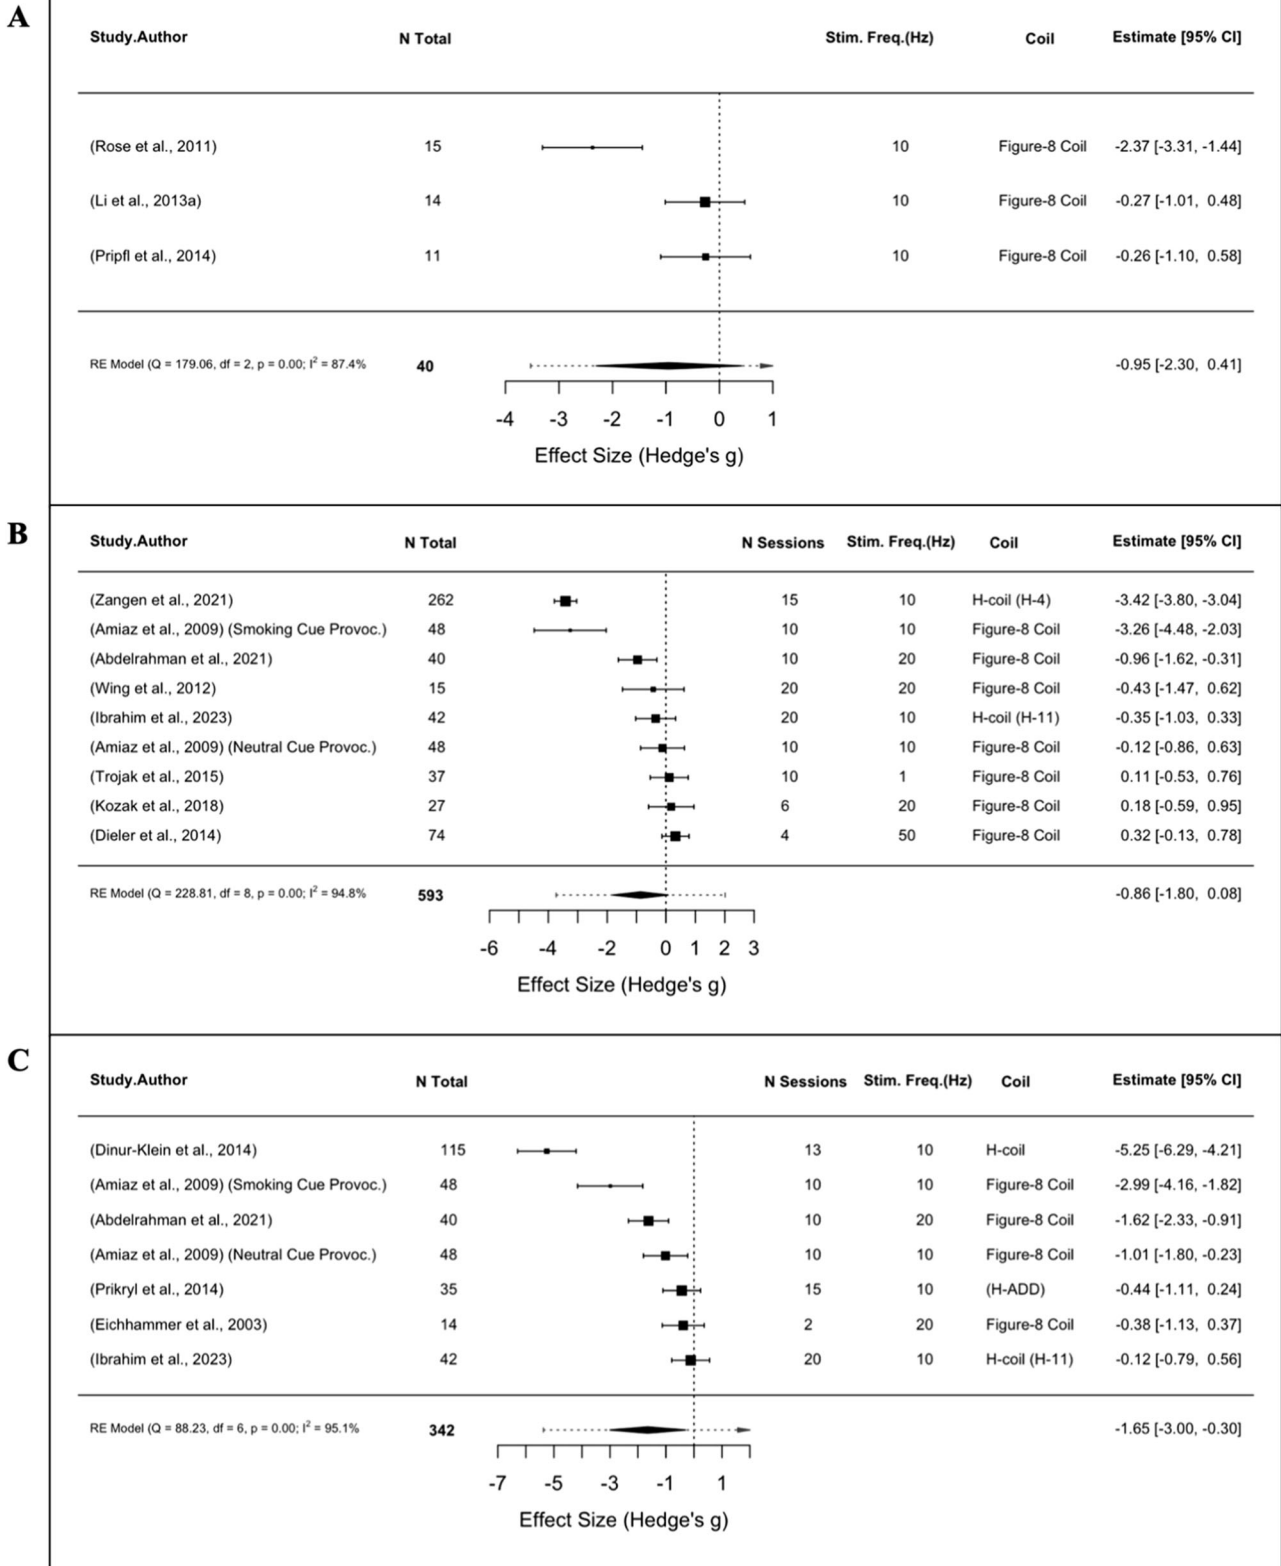 A
Study.Author N Total Stim. Freq.(Hz) Coil Estimate [95% CI]
(Rose et al., 2011) 15 10 Figure-8 Coil -2.37 [-3.31, -1.44]
(Li et al., 2013a) 14 10 Figure-8 Coil -0.27 [-1.01, 0.48]
(Pripfl et al., 2014) 11 10 Figure-8 Coil -0.26 [-1.10, 0.58]
RE Model (Q = 179.06, df = 2, p = 0.00; I² = 87.4% 40 -0.95 [-2.30, 0.41]
-4 -3 -2 -1 0 1
Effect Size (Hedge's g)
B
Study.Author N Total N Sessions Stim. Freq.(Hz) Coil Estimate [95% CI]
(Zangen et al., 2021) 262 15 10 H-coil (H-4) -3.42 [-3.80, -3.04]
(Amiaz et al., 2009) (Smoking Cue Provoc.) 48 10 10 Figure-8 Coil -3.26 [-4.48, -2.03]
(Abdelrahman et al., 2021) 40 10 20 Figure-8 Coil -0.96 [-1.62, -0.31]
(Wing et al., 2012) 15 20 20 Figure-8 Coil -0.43 [-1.47, 0.62]
(Ibrahim et al., 2023) 42 20 10 H-coil (H-11) -0.35 [-1.03, 0.33]
(Amiaz et al., 2009) (Neutral Cue Provoc.) 48 10 10 Figure-8 Coil -0.12 [-0.86, 0.63]
(Trojak et al., 2015) 37 10 1 Figure-8 Coil 0.11 [-0.53, 0.76]
(Kozak et al., 2018) 27 6 20 Figure-8 Coil 0.18 [-0.59, 0.95]
(Dieler et al., 2014) 74 4 50 Figure-8 Coil 0.32 [-0.13, 0.78]
RE Model (Q = 228.81, df = 8, p = 0.00; I² = 94.8% 593 -0.86 [-1.80, 0.08]
-6 -4 -2 0 1 2 3
Effect Size (Hedge's g)
C
Study.Author N Total N Sessions Stim. Freq.(Hz) Coil Estimate [95% CI]
(Dinur-Klein et al., 2014) 115 13 10 H-coil -5.25 [-6.29, -4.21]
(Amiaz et al., 2009) (Smoking Cue Provoc.) 48 10 10 Figure-8 Coil -2.99 [-4.16, -1.82]
(Abdelrahman et al., 2021) 40 10 20 Figure-8 Coil -1.62 [-2.33, -0.91]
(Amiaz et al., 2009) (Neutral Cue Provoc.) 48 10 10 Figure-8 Coil -1.01 [-1.80, -0.23]
(Prikryl et al., 2014) 35 15 10 (H-ADD) -0.44 [-1.11, 0.24]
(Eichhammer et al., 2003) 14 2 20 Figure-8 Coil -0.38 [-1.13, 0.37]
(Ibrahim et al., 2023) 42 20 10 H-coil (H-11) -0.12 [-0.79, 0.56]
RE Model (Q = 88.23, df = 6, p = 0.00; I² = 95.1% 342 -1.65 [-3.00, -0.30]
-7 -5 -3 -1 1
Effect Size (Hedge's g)